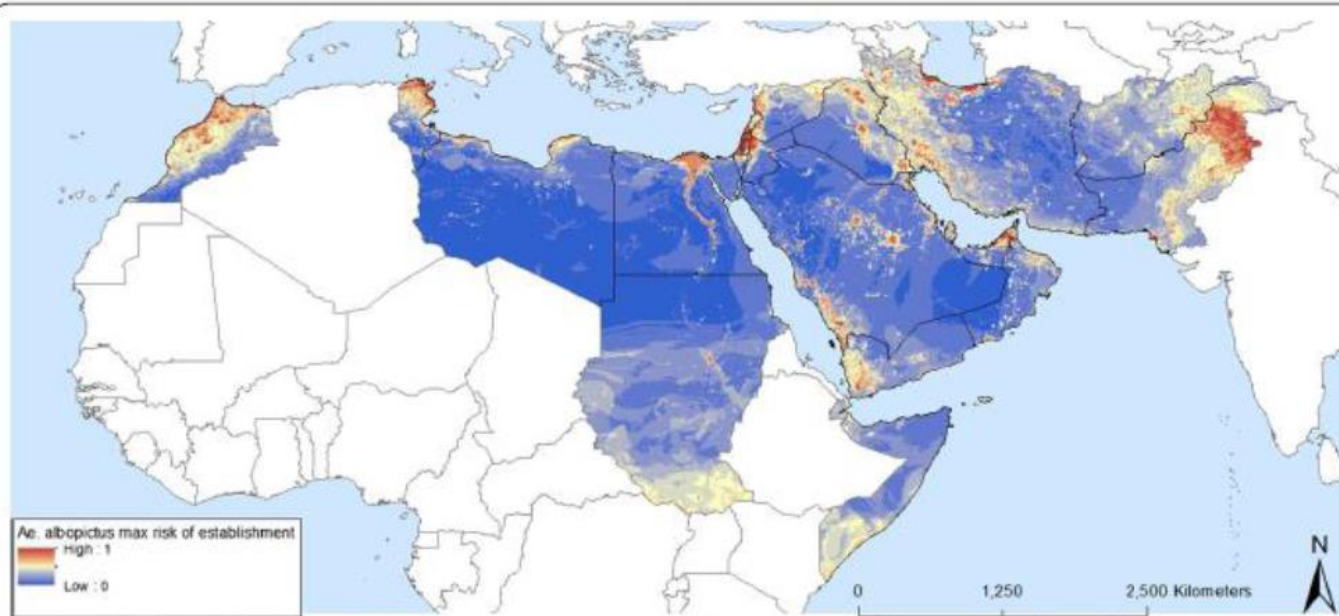 Ae. albopictus max risk of establishment
High : 1
Low : 0
N
0 1,250 2,500 Kilometers